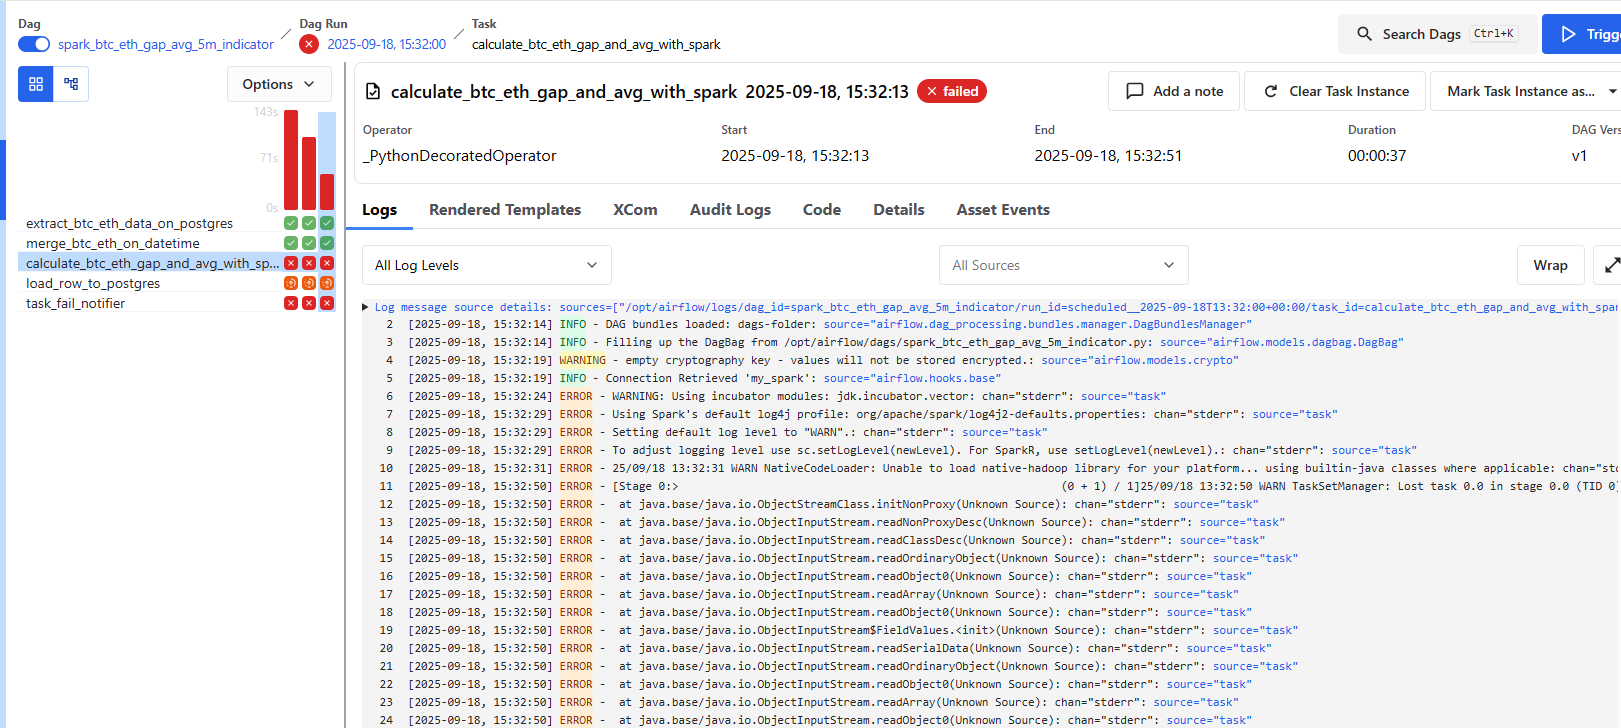 Dag
spark_btc_eth_gap_avg_5m_indicator
Dag Run
2025-09-18, 15:32:00
Task
calculate_btc_eth_gap_and_avg_with_spark
Search Dags Ctrl+K
Trigg
Options
143s
71s
0s
extract_btc_eth_data_on_postgres
merge_btc_eth_on_datetime
calculate_btc_eth_gap_and_avg_with_sp...
load_row_to_postgres
task_fail_notifier
calculate_btc_eth_gap_and_avg_with_spark 2025-09-18, 15:32:13 failed
Add a note
Clear Task Instance
Mark Task Instance as...
Operator Start End Duration DAG Vers
_PythonDecoratedOperator 2025-09-18, 15:32:13 2025-09-18, 15:32:51 00:00:37 v1
Logs Rendered Templates XCom Audit Logs Code Details Asset Events
All Log Levels All Sources Wrap
Log message source details: sources=["/opt/airflow/logs/dag_id=spark_btc_eth_gap_avg_5m_indicator/run_id=scheduled__2025-09-18T13:32:00+00:00/task_id=calculate_btc_eth_gap_and_avg_with_spar
2 [2025-09-18, 15:32:14] INFO - DAG bundles loaded: dags-folder: source="airflow.dag_processing.bundles.manager.DagBundlesManager"
3 [2025-09-18, 15:32:14] INFO - Filling up the DagBag from /opt/airflow/dags/spark_btc_eth_gap_avg_5m_indicator.py: source="airflow.models.dagbag.DagBag"
4 [2025-09-18, 15:32:19] WARNING - empty cryptography key - values will not be stored encrypted.: source="airflow.models.crypto"
5 [2025-09-18, 15:32:19] INFO - Connection Retrieved 'my_spark': source="airflow.hooks.base"
6 [2025-09-18, 15:32:24] ERROR - WARNING: Using incubator modules: jdk.incubator.vector: chan="stderr": source="task"
7 [2025-09-18, 15:32:29] ERROR - Using Spark's default log4j profile: org/apache/spark/log4j2-defaults.properties: chan="stderr": source="task"
8 [2025-09-18, 15:32:29] ERROR - Setting default log level to "WARN".: chan="stderr": source="task"
9 [2025-09-18, 15:32:29] ERROR - To adjust logging level use sc.setLogLevel(newLevel). For SparkR, use setLogLevel(newLevel).: chan="stderr": source="task"
10 [2025-09-18, 15:32:31] ERROR - 25/09/18 13:32:31 WARN NativeCodeLoader: Unable to load native-hadoop library for your platform... using builtin-java classes where applicable: chan="std
11 [2025-09-18, 15:32:50] ERROR - [Stage 0:> (0 + 1) / 1]25/09/18 13:32:50 WARN TaskSetManager: Lost task 0.0 in stage 0.0 (TID 0)
12 [2025-09-18, 15:32:50] ERROR - at java.base/java.io.ObjectStreamClass.initNonProxy(Unknown Source): chan="stderr": source="task"
13 [2025-09-18, 15:32:50] ERROR - at java.base/java.io.ObjectInputStream.readNonProxyDesc(Unknown Source): chan="stderr": source="task"
14 [2025-09-18, 15:32:50] ERROR - at java.base/java.io.ObjectInputStream.readClassDesc(Unknown Source): chan="stderr": source="task"
15 [2025-09-18, 15:32:50] ERROR - at java.base/java.io.ObjectInputStream.readOrdinaryObject(Unknown Source): chan="stderr": source="task"
16 [2025-09-18, 15:32:50] ERROR - at java.base/java.io.ObjectInputStream.readObject0(Unknown Source): chan="stderr": source="task"
17 [2025-09-18, 15:32:50] ERROR - at java.base/java.io.ObjectInputStream.readArray(Unknown Source): chan="stderr": source="task"
18 [2025-09-18, 15:32:50] ERROR - at java.base/java.io.ObjectInputStream.readObject0(Unknown Source): chan="stderr": source="task"
19 [2025-09-18, 15:32:50] ERROR - at java.base/java.io.ObjectInputStream$FieldValues.<init>(Unknown Source): chan="stderr": source="task"
20 [2025-09-18, 15:32:50] ERROR - at java.base/java.io.ObjectInputStream.readSerialData(Unknown Source): chan="stderr": source="task"
21 [2025-09-18, 15:32:50] ERROR - at java.base/java.io.ObjectInputStream.readOrdinaryObject(Unknown Source): chan="stderr": source="task"
22 [2025-09-18, 15:32:50] ERROR - at java.base/java.io.ObjectInputStream.readObject0(Unknown Source): chan="stderr": source="task"
23 [2025-09-18, 15:32:50] ERROR - at java.base/java.io.ObjectInputStream.readArray(Unknown Source): chan="stderr": source="task"
24 [2025-09-18, 15:32:50] ERROR - at java.base/java.io.ObjectInputStream.readObject0(Unknown Source): chan="stderr": source="task"